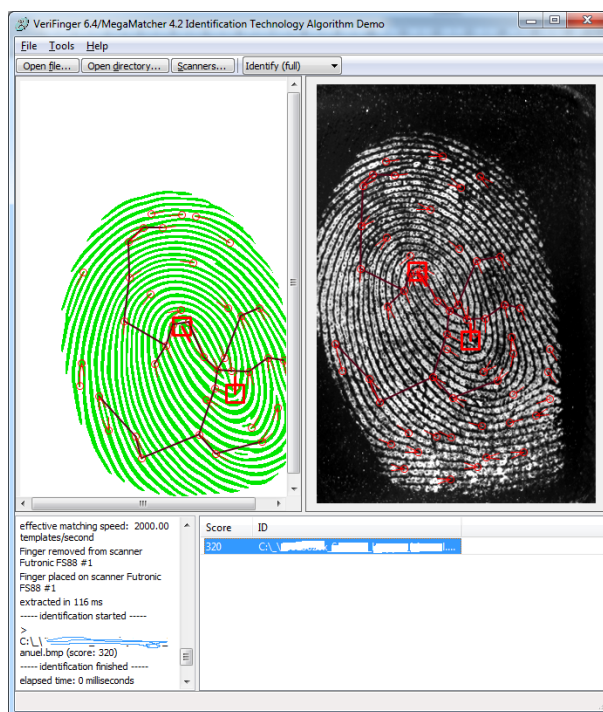 VeriFinger 6.4/MegaMatcher 4.2 Identification Technology Algorithm Demo
File Tools Help
Open file... Open directory... Scanners... Identify (full)
effective matching speed: 2000.00
templates/second
Finger removed from scanner
Futronic FS88 #1
Finger placed on scanner Futronic
FS88 #1
extracted in 116 ms
----- identification started -----
>
C:\_\
anuel.bmp (score: 320)
----- identification finished -----
elapsed time: 0 milliseconds
Score ID
320 C:\_\ ....